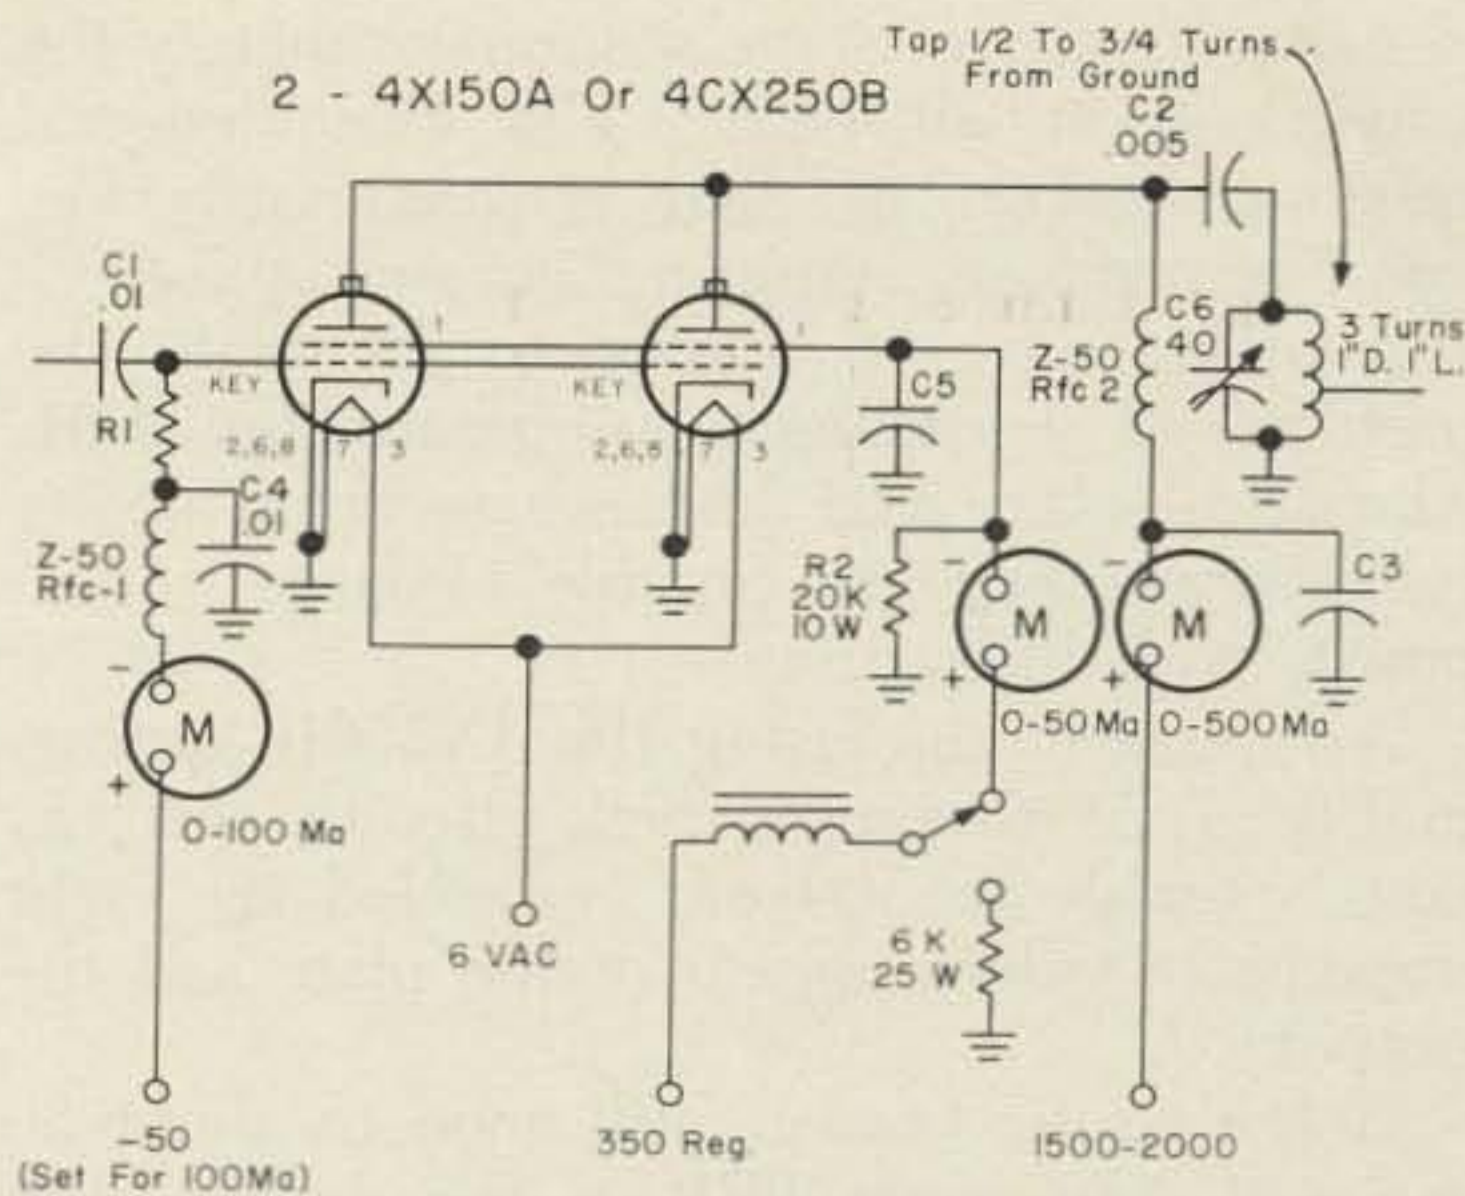 Tap 1/2 To 3/4 Turns
From Ground
2 - 4X150A Or 4CX250B
C2
.005
C1
.01
1
1
KEY
KEY
R1
2,6,8
7
3
2,6,8
7
3
C5
Z-50
Rfc 2
C6
40
3 Turns
1"D. 1"L.
C4
.01
Z-50
Rfc-1
R2
20K
10W
-
M
+
0-50 Ma
-
M
+
0-500 Ma
C3
-
M
+
0-100 Ma
6 VAC
6 K
25 W
-50
(Set For 100Ma)
350 Reg.
1500-2000